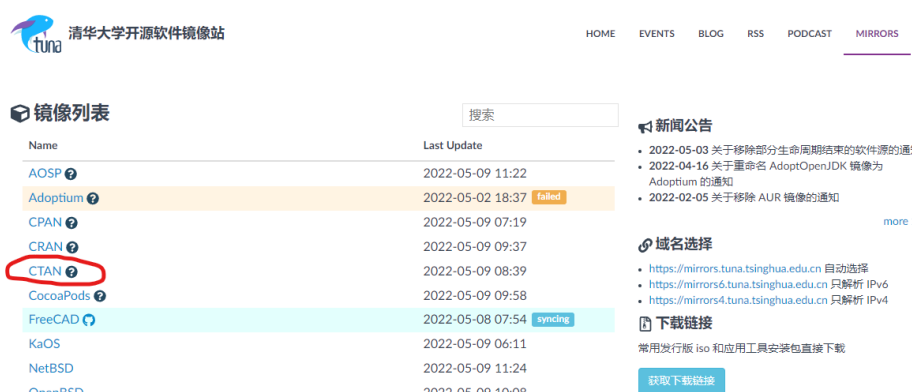 tuna 清华大学开源软件镜像站
HOME EVENTS BLOG RSS PODCAST MIRRORS
镜像列表
搜索
Name Last Update
AOSP 2022-05-09 11:22
Adoptium 2022-05-02 18:37 failed
CPAN 2022-05-09 07:19
CRAN 2022-05-09 09:37
CTAN 2022-05-09 08:39
CocoaPods 2022-05-09 09:58
FreeCAD 2022-05-08 07:54 syncing
KaOS 2022-05-09 06:11
NetBSD 2022-05-09 11:24
OpenBSD 2022-05-09 10:08
新闻公告
2022-05-03 关于移除部分生命周期结束的软件源的通
2022-04-16 关于重命名 AdoptOpenJDK 镜像为
Adoptium 的通知
2022-02-05 关于移除 AUR 镜像的通知
more
域名选择
https://mirrors.tuna.tsinghua.edu.cn 自动选择
https://mirrors6.tuna.tsinghua.edu.cn 只解析 IPv6
https://mirrors4.tuna.tsinghua.edu.cn 只解析 IPv4
下载链接
常用发行版 iso 和应用工具安装包直接下载
获取下载链接